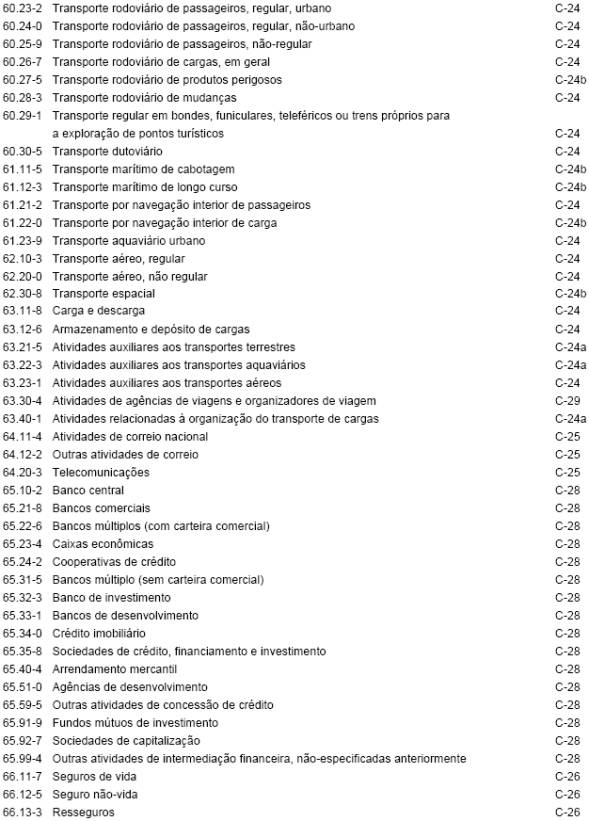 60.23-2 Transporte rodoviário de passageiros, regular, urbano C-24
60.24-0 Transporte rodoviário de passageiros, regular, não-urbano C-24
60.25-9 Transporte rodoviário de passageiros, não-regular C-24
60.26-7 Transporte rodoviário de cargas, em geral C-24
60.27-5 Transporte rodoviário de produtos perigosos C-24b
60.28-3 Transporte rodoviário de mudanças C-24
60.29-1 Transporte regular em bondes, funiculares, teleféricos ou trens próprios para
a exploração de pontos turísticos C-24
60.30-5 Transporte dutoviário C-24
61.11-5 Transporte marítimo de cabotagem C-24b
61.12-3 Transporte marítimo de longo curso C-24b
61.21-2 Transporte por navegação interior de passageiros C-24
61.22-0 Transporte por navegação interior de carga C-24b
61.23-9 Transporte aquaviário urbano C-24
62.10-3 Transporte aéreo, regular C-24
62.20-0 Transporte aéreo, não regular C-24
62.30-8 Transporte espacial C-24b
63.11-8 Carga e descarga C-24
63.12-6 Armazenamento e depósito de cargas C-24
63.21-5 Atividades auxiliares aos transportes terrestres C-24a
63.22-3 Atividades auxiliares aos transportes aquaviários C-24a
63.23-1 Atividades auxiliares aos transportes aéreos C-24
63.30-4 Atividades de agências de viagens e organizadores de viagem C-29
63.40-1 Atividades relacionadas à organização do transporte de cargas C-24a
64.11-4 Atividades de correio nacional C-25
64.12-2 Outras atividades de correio C-25
64.20-3 Telecomunicações C-25
65.10-2 Banco central C-28
65.21-8 Bancos comerciais C-28
65.22-6 Bancos múltiplos (com carteira comercial) C-28
65.23-4 Caixas econômicas C-28
65.24-2 Cooperativas de crédito C-28
65.31-5 Bancos múltiplo (sem carteira comercial) C-28
65.32-3 Banco de investimento C-28
65.33-1 Bancos de desenvolvimento C-28
65.34-0 Crédito imobiliário C-28
65.35-8 Sociedades de crédito, financiamento e investimento C-28
65.40-4 Arrendamento mercantil C-28
65.51-0 Agências de desenvolvimento C-28
65.59-5 Outras atividades de concessão de crédito C-28
65.91-9 Fundos mútuos de investimento C-28
65.92-7 Sociedades de capitalização C-28
65.99-4 Outras atividades de intermediação financeira, não-especificadas anteriormente C-28
66.11-7 Seguros de vida C-26
66.12-5 Seguro não-vida C-26
66.13-3 Resseguros C-26